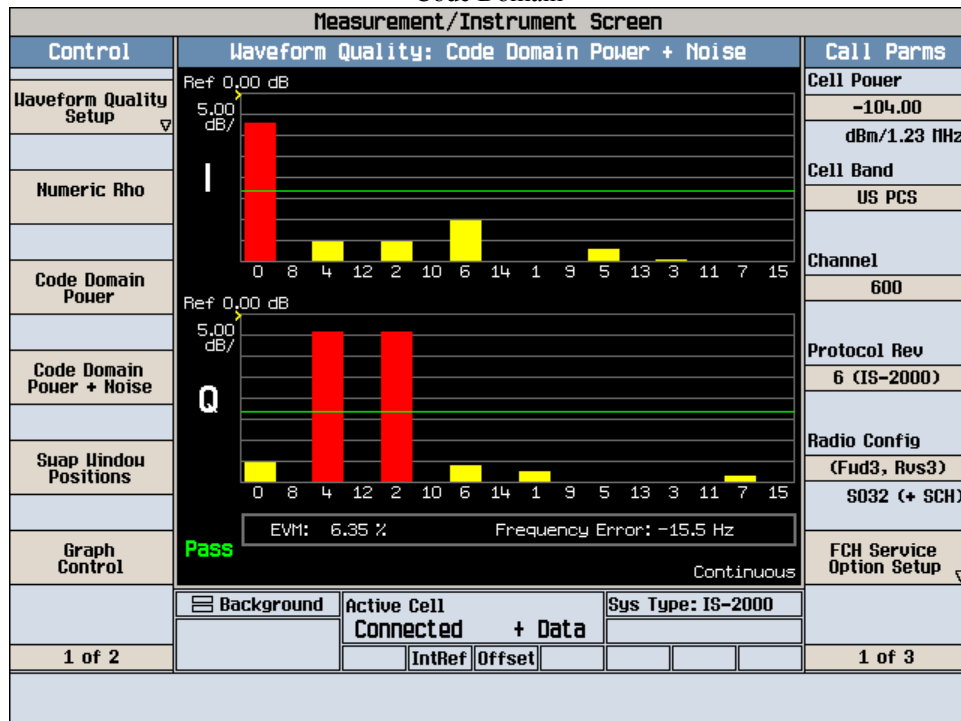 Code Domain
Measurement/Instrument Screen
Control
Waveform Quality: Code Domain Power + Noise
Call Parms
Waveform Quality
Setup
Numeric Rho
Code Domain
Power
Code Domain
Power + Noise
Swap Window
Positions
Graph
Control
1 of 2
Ref 0.00 dB
5.00
dB/
I
0 8 4 12 2 10 6 14 1 9 5 13 3 11 7 15
Ref 0.00 dB
5.00
dB/
Q
0 8 4 12 2 10 6 14 1 9 5 13 3 11 7 15
EVM: 6.35 % Frequency Error: -15.5 Hz
Pass
Continuous
Background
Active Cell
Connected + Data
Sys Type: IS-2000
IntRef Offset
Cell Power
-104.00
dBm/1.23 MHz
Cell Band
US PCS
Channel
600
Protocol Rev
6 (IS-2000)
Radio Config
(Fwd3, Rvs3)
SO32 (+ SCH)
FCH Service
Option Setup
1 of 3